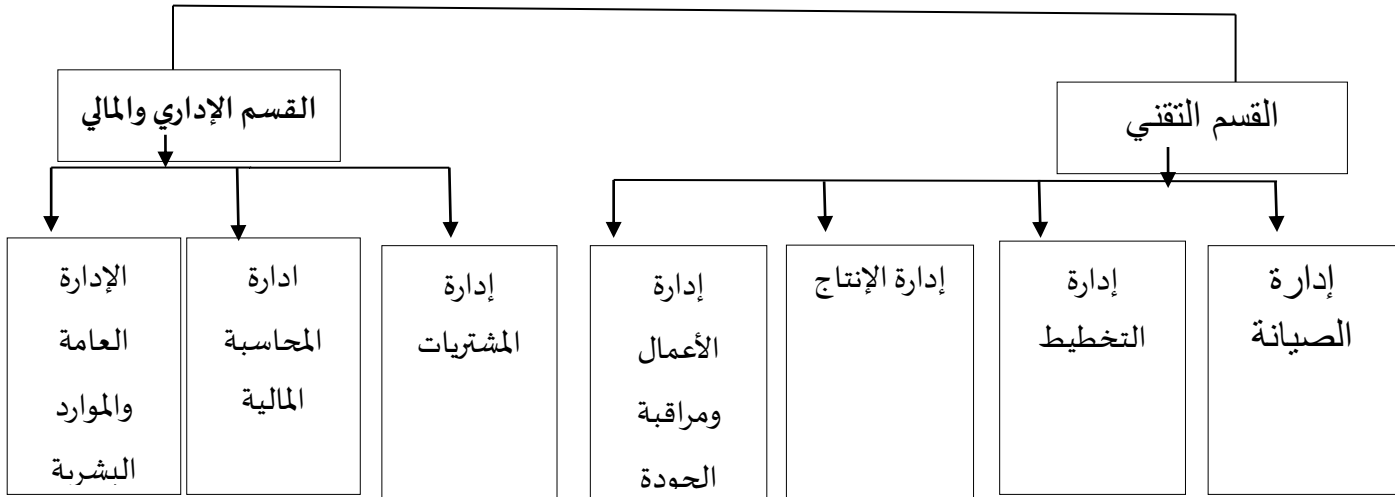 القسم التقني
القسم الإداري والمالي
إدارة
الصيانة
إدارة
التخطيط
إدارة الإنتاج
إدارة
الأعمال
ومراقبة
الجودة
إدارة
المشتريات
ادارة
المحاسبة
المالية
الإدارة
العامة
والموارد
البشرية